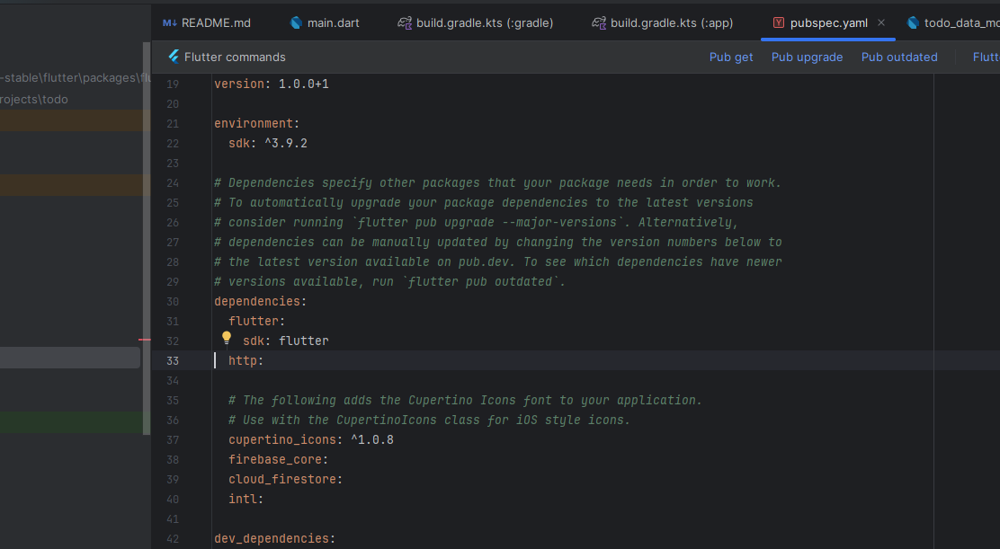 README.md
main.dart
build.gradle.kts (:gradle)
build.gradle.kts (:app)
pubspec.yaml
todo_data_mo
Flutter commands
Pub get
Pub upgrade
Pub outdated
Flutt
-stable\flutter\packages\flu
rojects\todo
19 version: 1.0.0+1
20
21 environment:
22   sdk: ^3.9.2
23
24 # Dependencies specify other packages that your package needs in order to work.
25 # To automatically upgrade your package dependencies to the latest versions
26 # consider running `flutter pub upgrade --major-versions`. Alternatively,
27 # dependencies can be manually updated by changing the version numbers below to
28 # the latest version available on pub.dev. To see which dependencies have newer
29 # versions available, run `flutter pub outdated`.
30 dependencies:
31   flutter:
32     sdk: flutter
33   http:
34
35   # The following adds the Cupertino Icons font to your application.
36   # Use with the CupertinoIcons class for iOS style icons.
37   cupertino_icons: ^1.0.8
38   firebase_core:
39   cloud_firestore:
40   intl:
41
42 dev_dependencies: